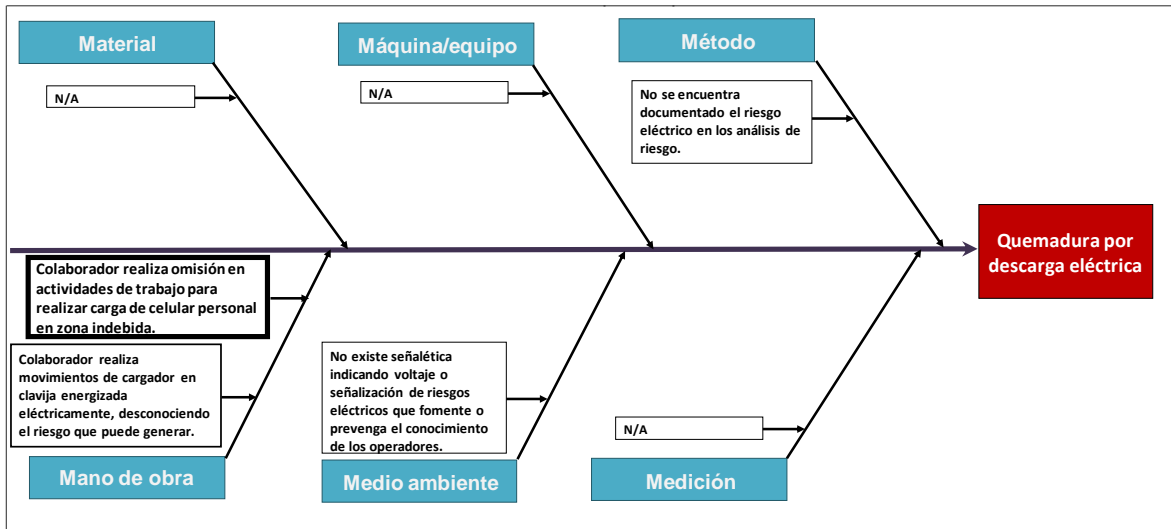 Material
Máquina/equipo
Método
N/A
N/A
No se encuentra
documentado el riesgo
eléctrico en los análisis de
riesgo.
Quemadura por
descarga eléctrica
Colaborador realiza omisión en
actividades de trabajo para
realizar carga de celular personal
en zona indebida.
Colaborador realiza
movimientos de cargador en
clavija energizada
eléctricamente, desconociendo
el riesgo que puede generar.
No existe señalética
indicando voltaje o
señalización de riesgos
eléctricos que fomente o
prevenga el conocimiento
de los operadores.
N/A
Mano de obra
Medio ambiente
Medición